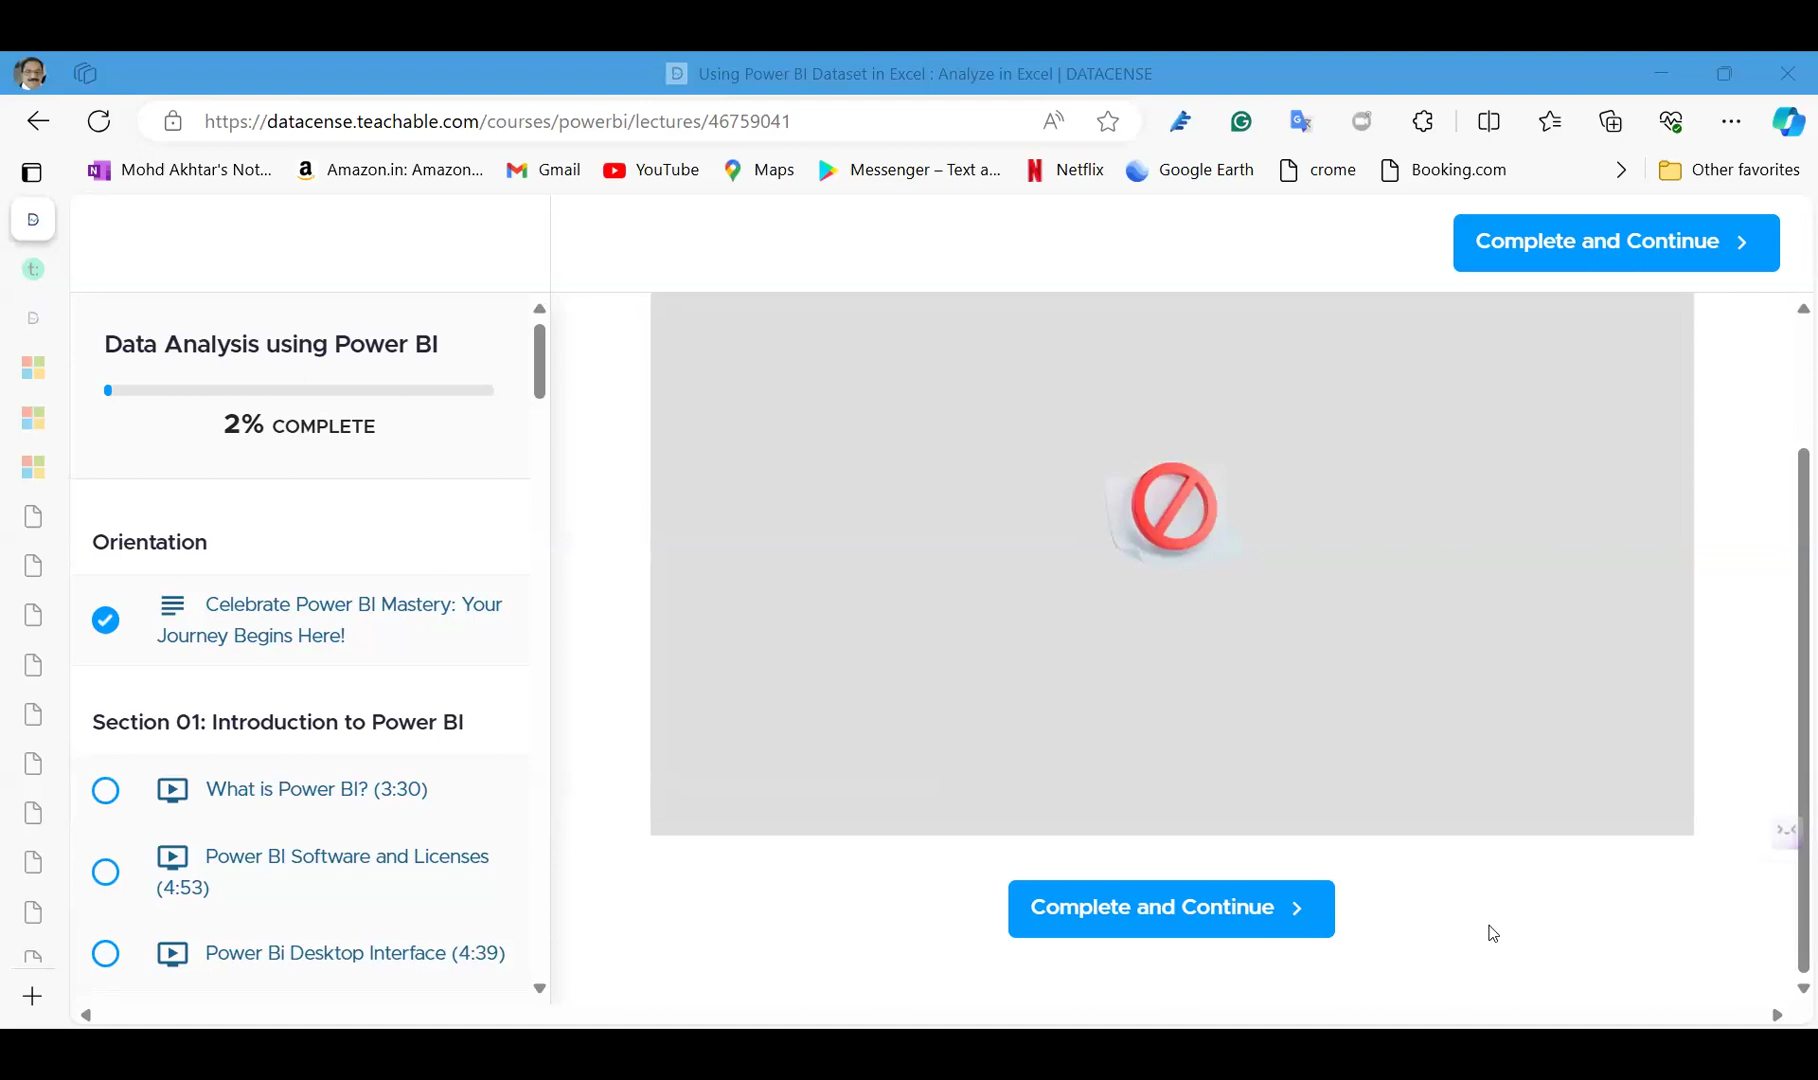 Using Power BI Dataset in Excel : Analyze in Excel | DATACENSE
https://datacense.teachable.com/courses/powerbi/lectures/46759041
Mohd Akhtar's Not...
Amazon.in: Amazon...
Gmail
YouTube
Maps
Messenger – Text a...
Netflix
Google Earth
crome
Booking.com
Other favorites
Complete and Continue
Data Analysis using Power BI
2% COMPLETE
Orientation
Celebrate Power BI Mastery: Your
Journey Begins Here!
Section 01: Introduction to Power BI
What is Power BI? (3:30)
Power BI Software and Licenses
(4:53)
Power Bi Desktop Interface (4:39)
Complete and Continue